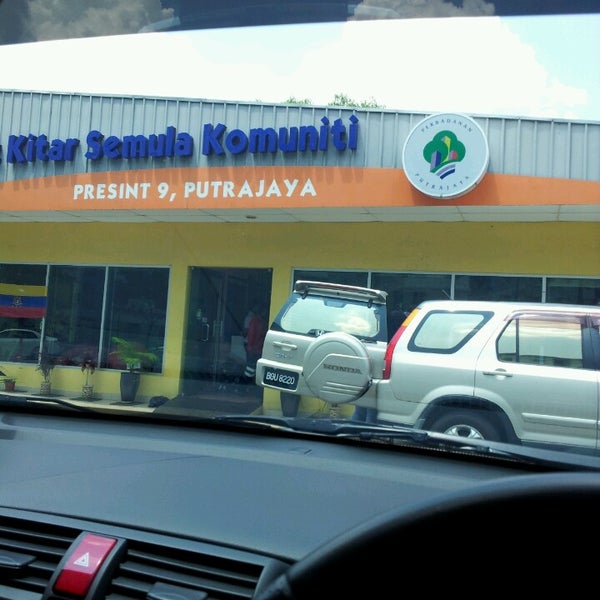 Kitar Semula Komuniti
PRESINT 9, PUTRAJAYA
PERBADANAN
PUTRAJAYA
HONDA
BGU 8220